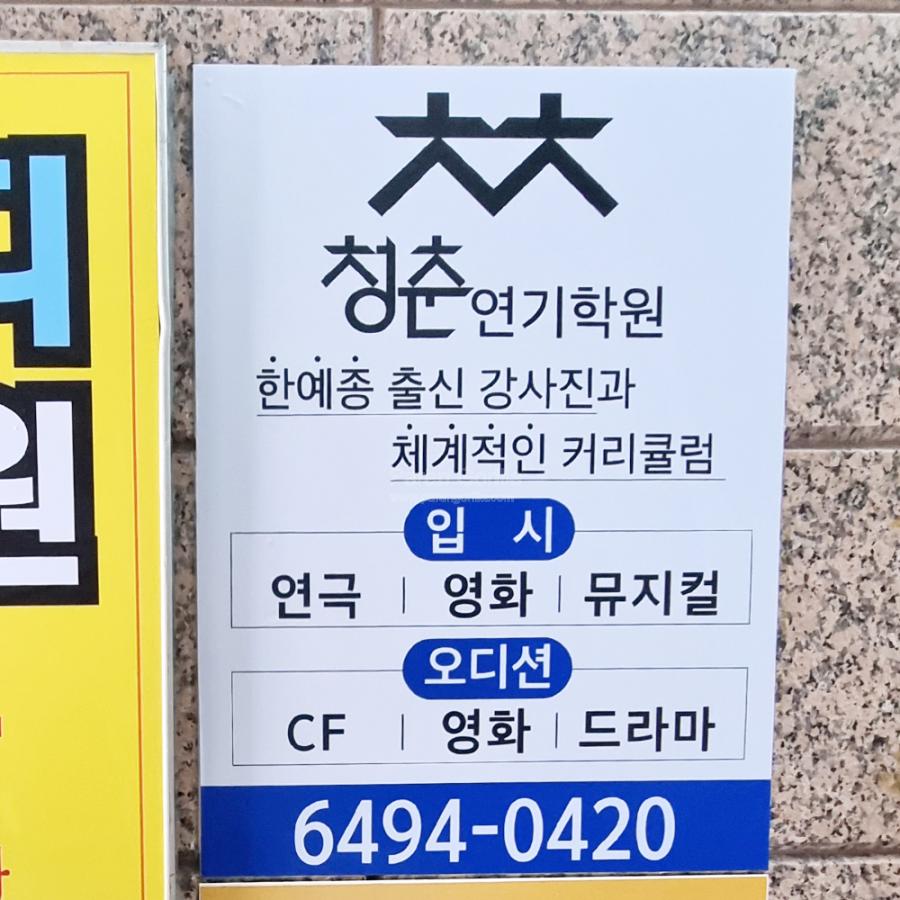 원
ㅊㅊ
청춘연기학원
한예종 출신 강사진과
체계적인 커리큘럼
입 시
연극 | 영화 | 뮤지컬
오디션
CF | 영화 | 드라마
6494-0420